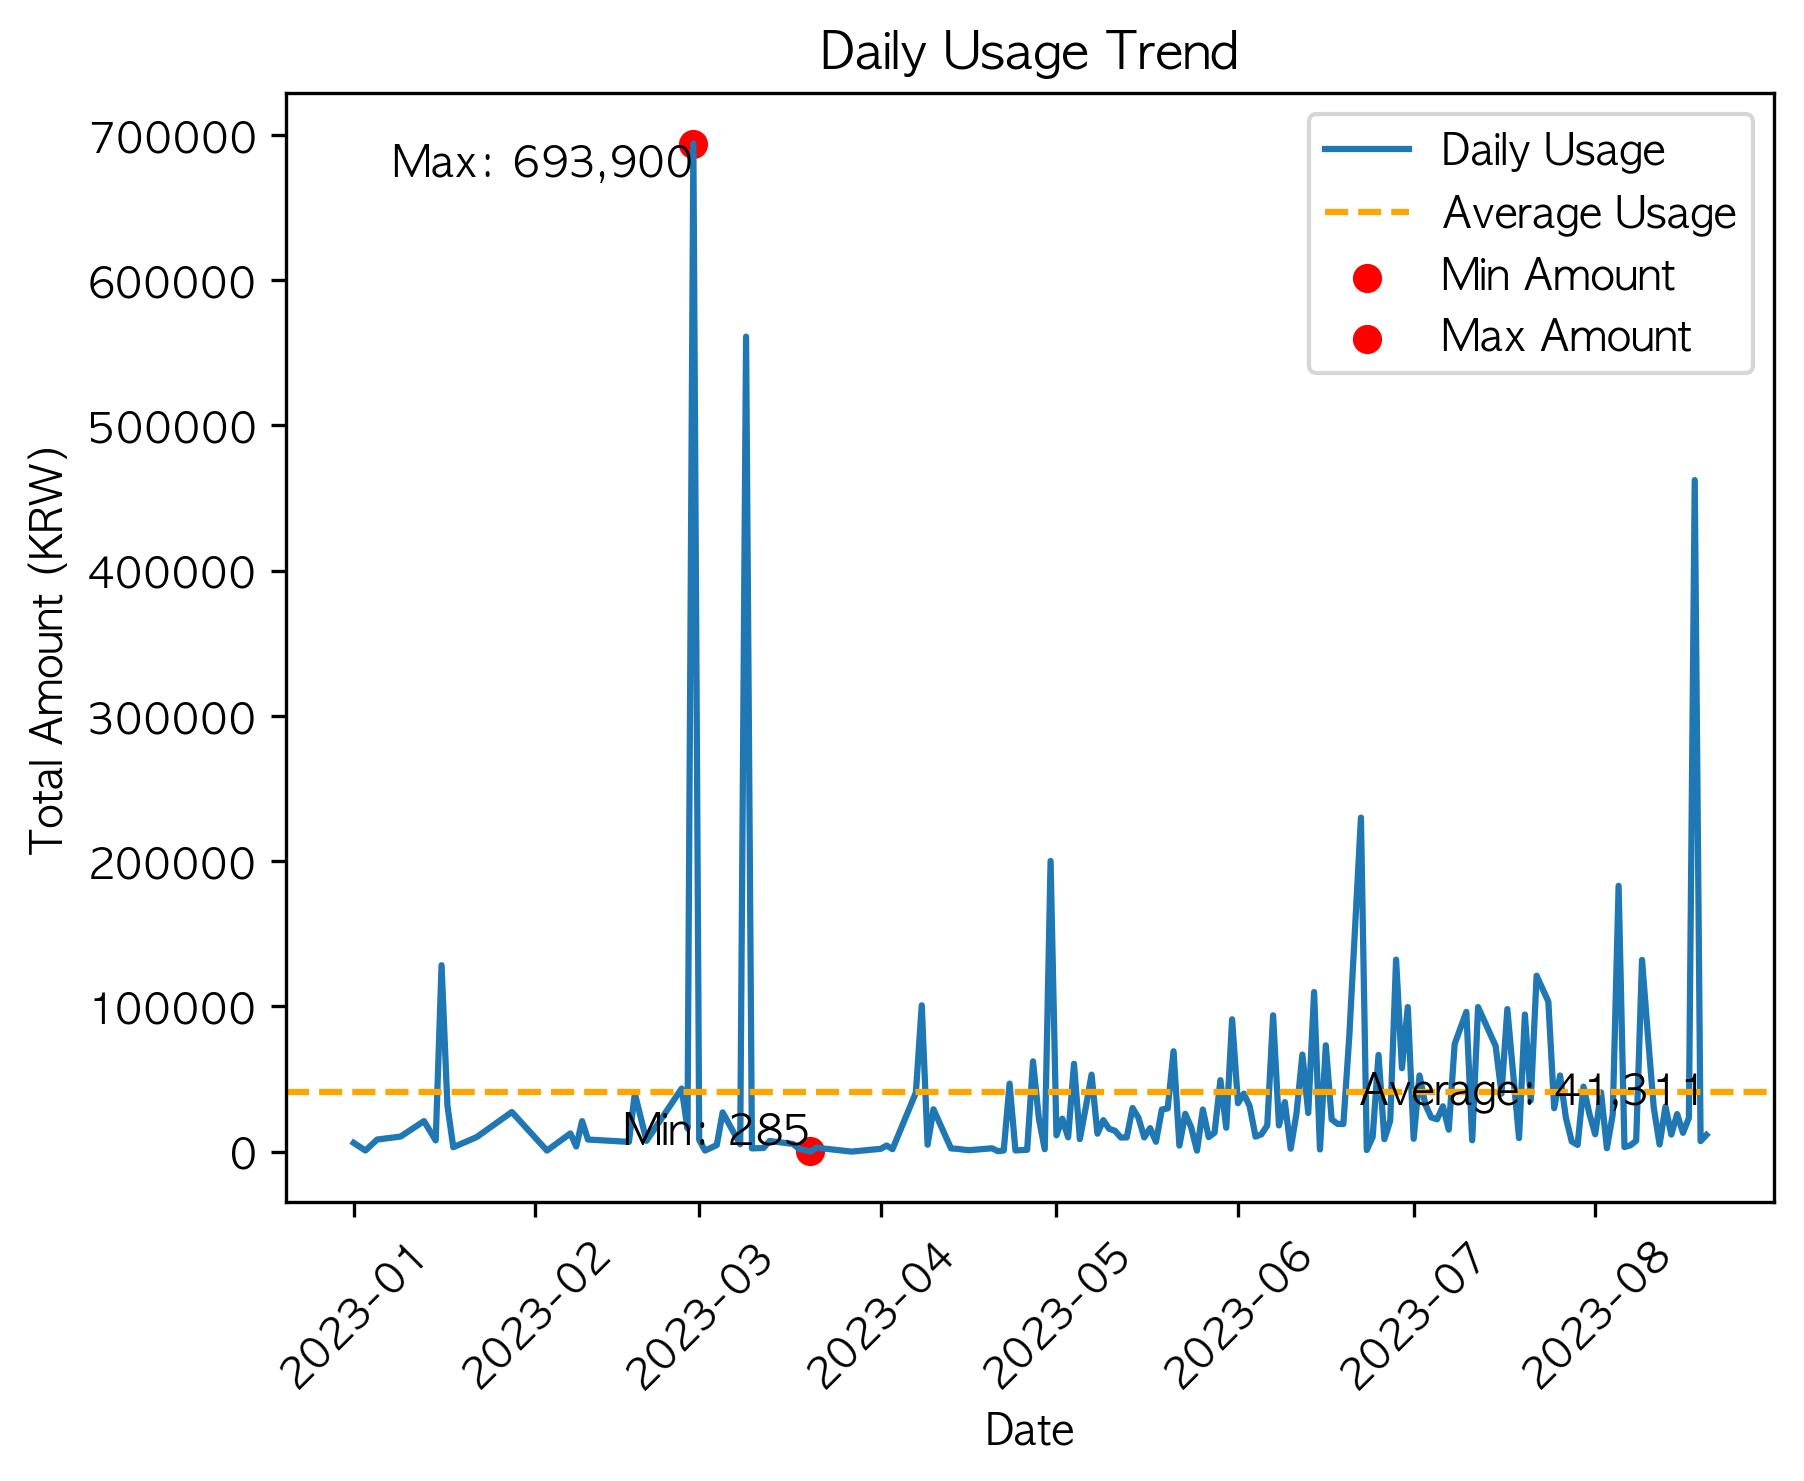 Daily Usage Trend
Total Amount (KRW)
700000
600000
500000
400000
300000
200000
100000
0
Max: 693,900
Min: 285
Average: 41,311
Daily Usage
Average Usage
Min Amount
Max Amount
2023-01
2023-02
2023-03
2023-04
2023-05
2023-06
2023-07
2023-08
Date